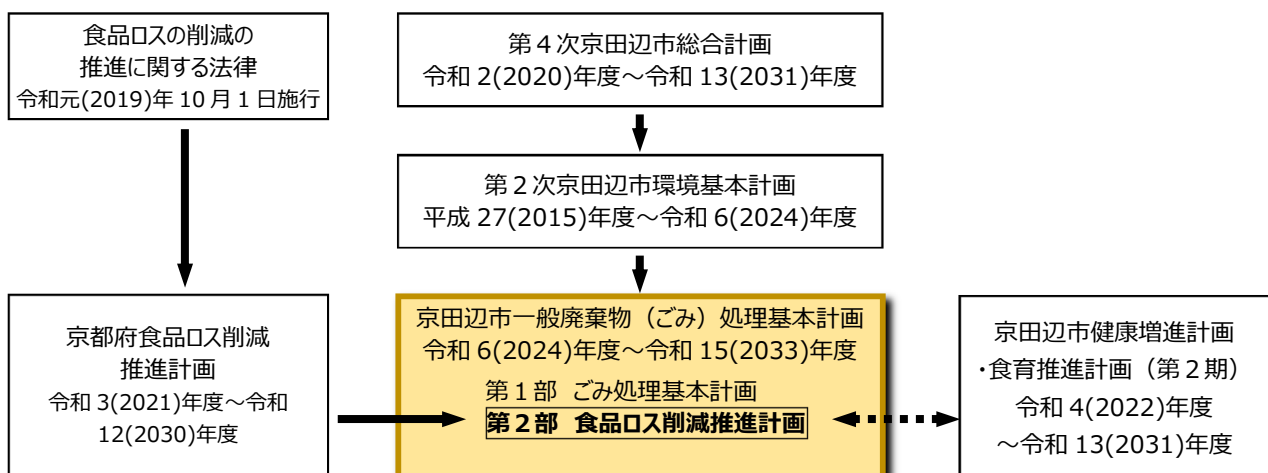 食品ロスの削減の
推進に関する法律
令和元(2019)年 10 月 1 日施行
第４次京田辺市総合計画
令和 2(2020)年度～令和 13(2031)年度
第２次京田辺市環境基本計画
平成 27(2015)年度～令和 6(2024)年度
京都府食品ロス削減
推進計画
令和 3(2021)年度～令和
12(2030)年度
京田辺市一般廃棄物（ごみ）処理基本計画
令和 6(2024)年度～令和 15(2033)年度
第１部 ごみ処理基本計画
第２部 食品ロス削減推進計画
京田辺市健康増進計画
・食育推進計画（第２期）
令和 4(2022)年度
～令和 13(2031)年度